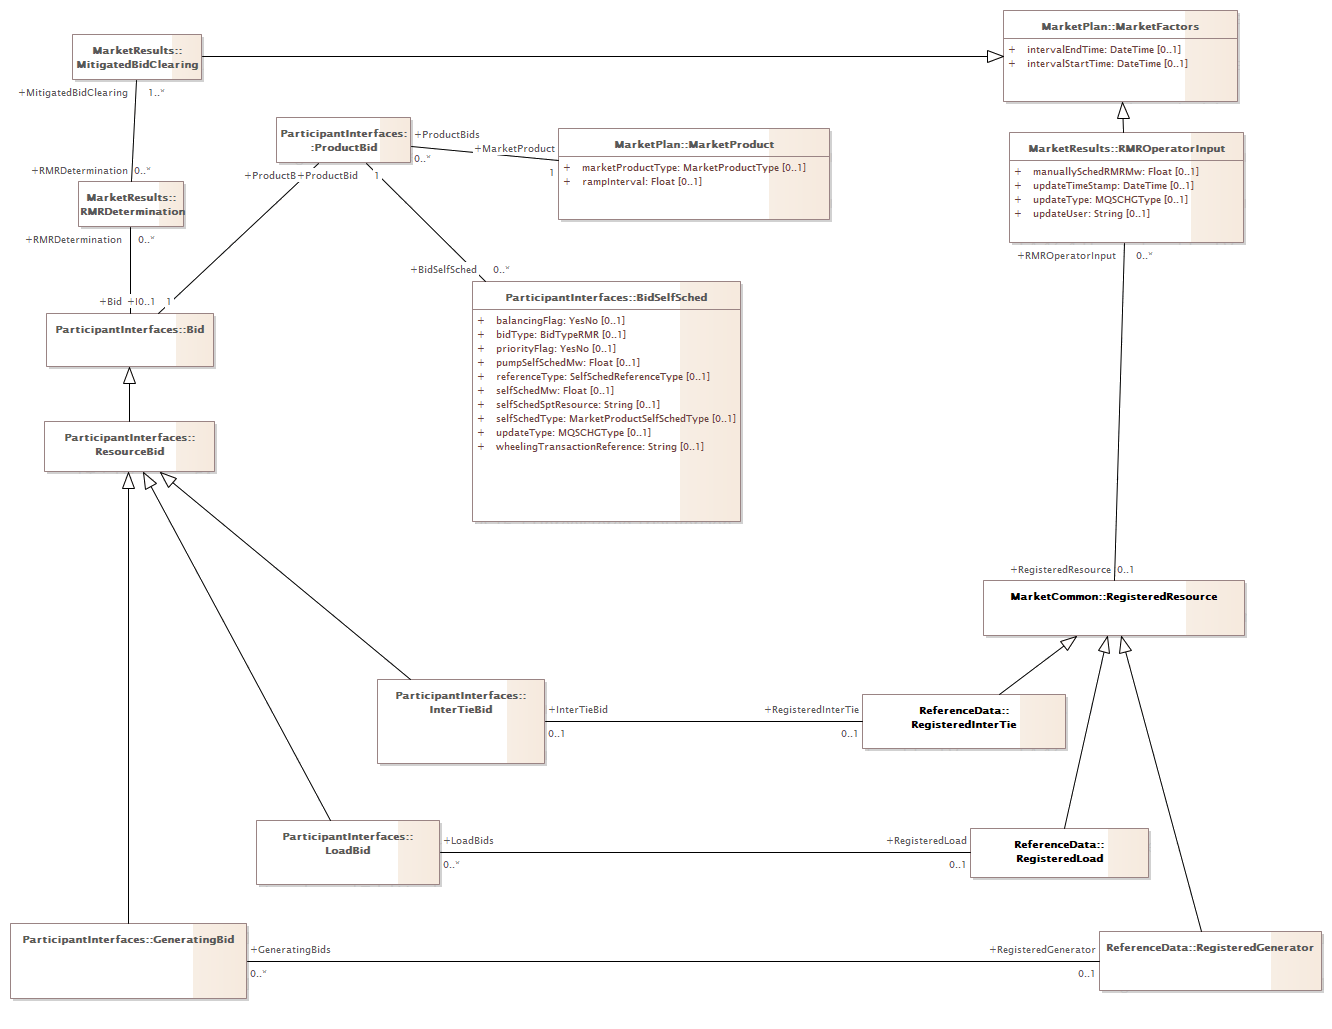 MarketPlan::MarketFactors
+ intervalEndTime: DateTime [0..1]
+ intervalStartTime: DateTime [0..1]
MarketResults::
MitigatedBidClearing
+MitigatedBidClearing 1..*
+RMRDetermination 0..*
MarketResults::
RMRDetermination
+RMRDetermination 0..*
ParticipantInterfaces:
:ProductBid
+ProductBids
0..*
+MarketProduct
1
+ProductB +ProductBid 1
MarketPlan::MarketProduct
+ marketProductType: MarketProductType [0..1]
+ rampInterval: Float [0..1]
MarketResults::RMROperatorInput
+ manuallySchedRMRMw: Float [0..1]
+ updateTimeStamp: DateTime [0..1]
+ updateType: MQSCHGType [0..1]
+ updateUser: String [0..1]
+RMROperatorInput 0..*
+BidSelfSched 0..*
+Bid +I0..1 1
ParticipantInterfaces::Bid
ParticipantInterfaces::BidSelfSched
+ balancingFlag: YesNo [0..1]
+ bidType: BidTypeRMR [0..1]
+ priorityFlag: YesNo [0..1]
+ pumpSelfSchedMw: Float [0..1]
+ referenceType: SelfSchedReferenceType [0..1]
+ selfSchedMw: Float [0..1]
+ selfSchedSptResource: String [0..1]
+ selfSchedType: MarketProductSelfSchedType [0..1]
+ updateType: MQSCHGType [0..1]
+ wheelingTransactionReference: String [0..1]
ParticipantInterfaces::
ResourceBid
+RegisteredResource 0..1
MarketCommon::RegisteredResource
ParticipantInterfaces::
InterTieBid
+InterTieBid
0..1
+RegisteredInterTie
0..1
ReferenceData::
RegisteredInterTie
ParticipantInterfaces::
LoadBid
+LoadBids
0..*
+RegisteredLoad
0..1
ReferenceData::
RegisteredLoad
ParticipantInterfaces::GeneratingBid
+GeneratingBids
0..*
+RegisteredGenerator
0..1
ReferenceData::RegisteredGenerator